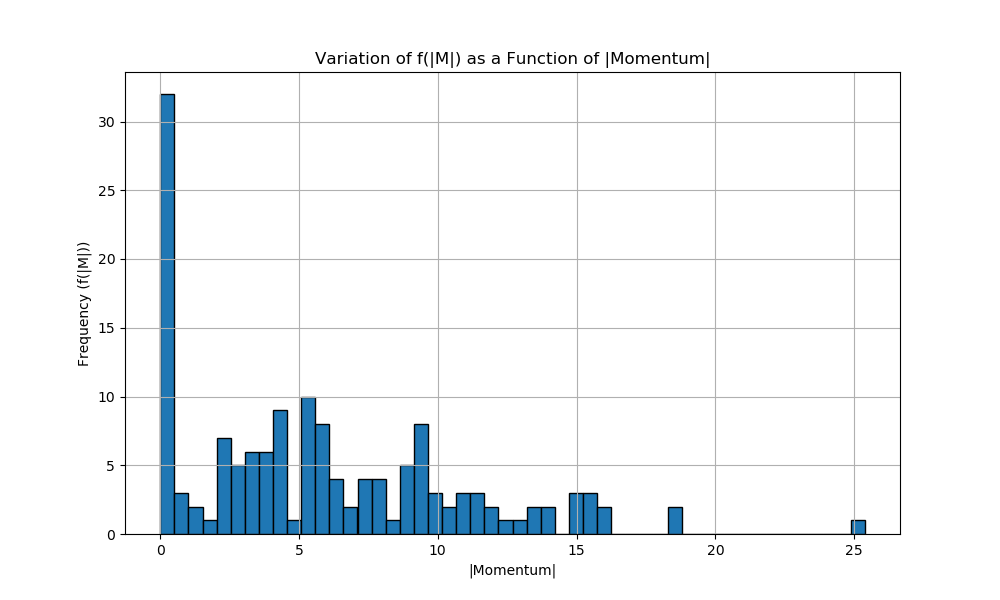 Variation of f(|M|) as a Function of |Momentum|
30
25
20
15
10
5
0
Frequency (f(|M|))
0 5 10 15 20 25
|Momentum|